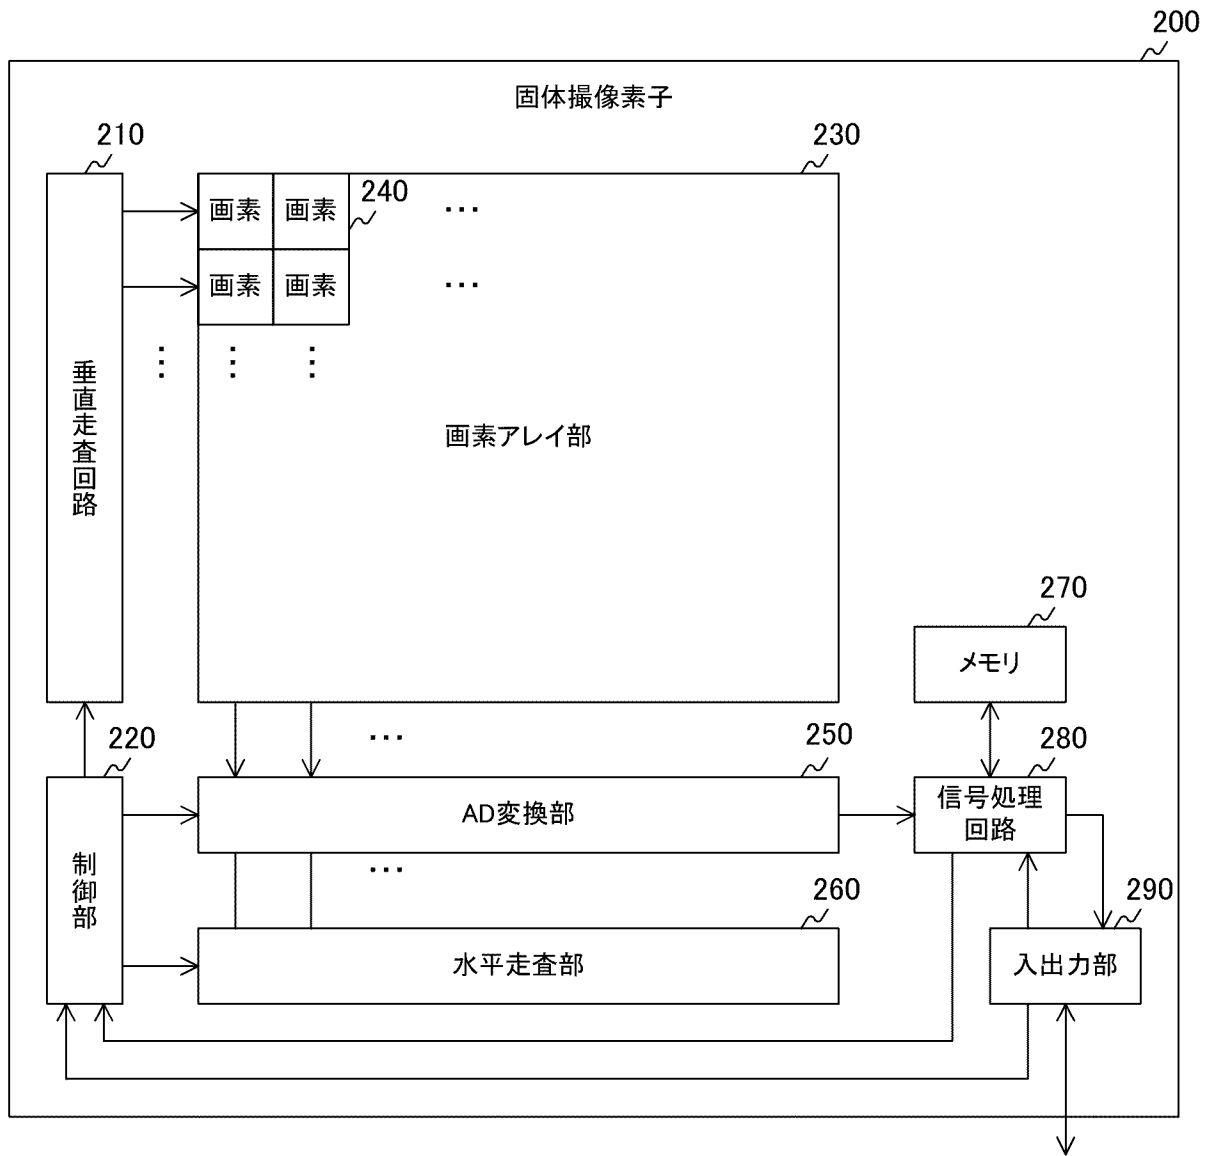 200
固体撮像素子
210
230
画素 画素 240 ・・・
画素 画素 ・・・
垂直走査回路
画素アレイ部
270
メモリ
220
250
280
制御部
AD変換部
信号処理
回路
260
290
水平走査部
入出力部